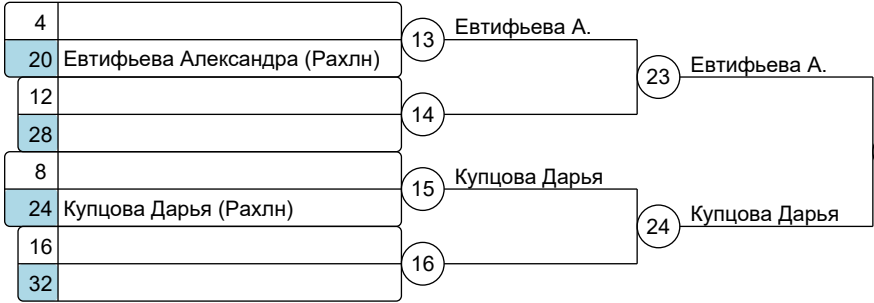 4
13
Евтифьева А.
20 Евтифьева Александра (Рахлн)
23
Евтифьева А.
12
14
28
8
15
Купцова Дарья
24 Купцова Дарья (Рахлн)
24
Купцова Дарья
16
16
32